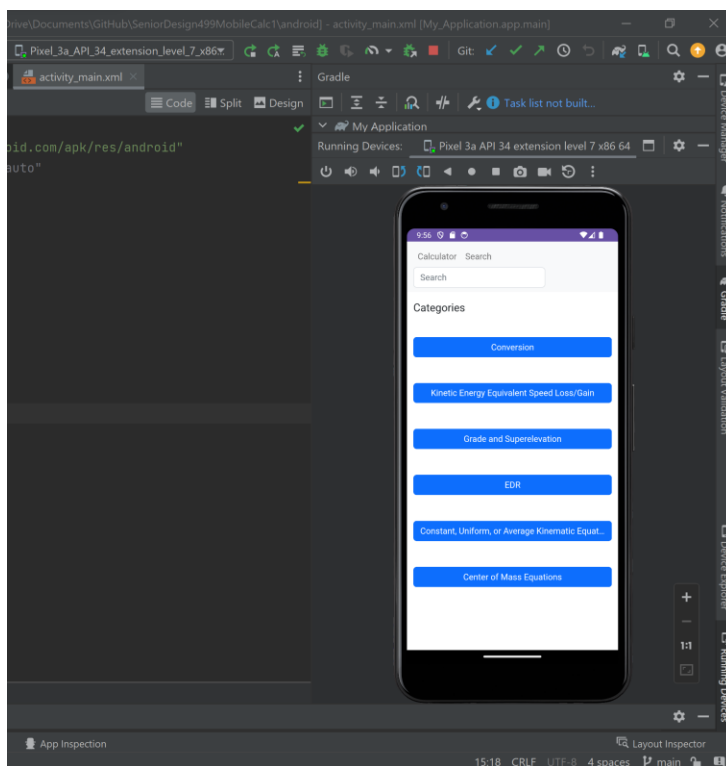 Drive\Documents\GitHub\SeniorDesign499MobileCalc1\android] - activity_main.xml [My_Application.app.main]
Pixel_3a_API_34_extension_level_7_x86
Git:
activity_main.xml
Gradle
Code Split Design
Task list not built...
My Application
oid.com/apk/res/android"
Running Devices: Pixel 3a API 34 extension level 7 x86 64
auto"
9:56
Calculator Search
Search
Categories
Conversion
Kinetic Energy Equivalent Speed Loss/Gain
Grade and Superelevation
EDR
Constant, Uniform, or Average Kinematic Equat...
Center of Mass Equations
1:1
Device Manager
Notifications
Gradle
Layout Validation
Device Explorer
Running Devices
App Inspection
Layout Inspector
15:18 CRLF UTF-8 4 spaces main